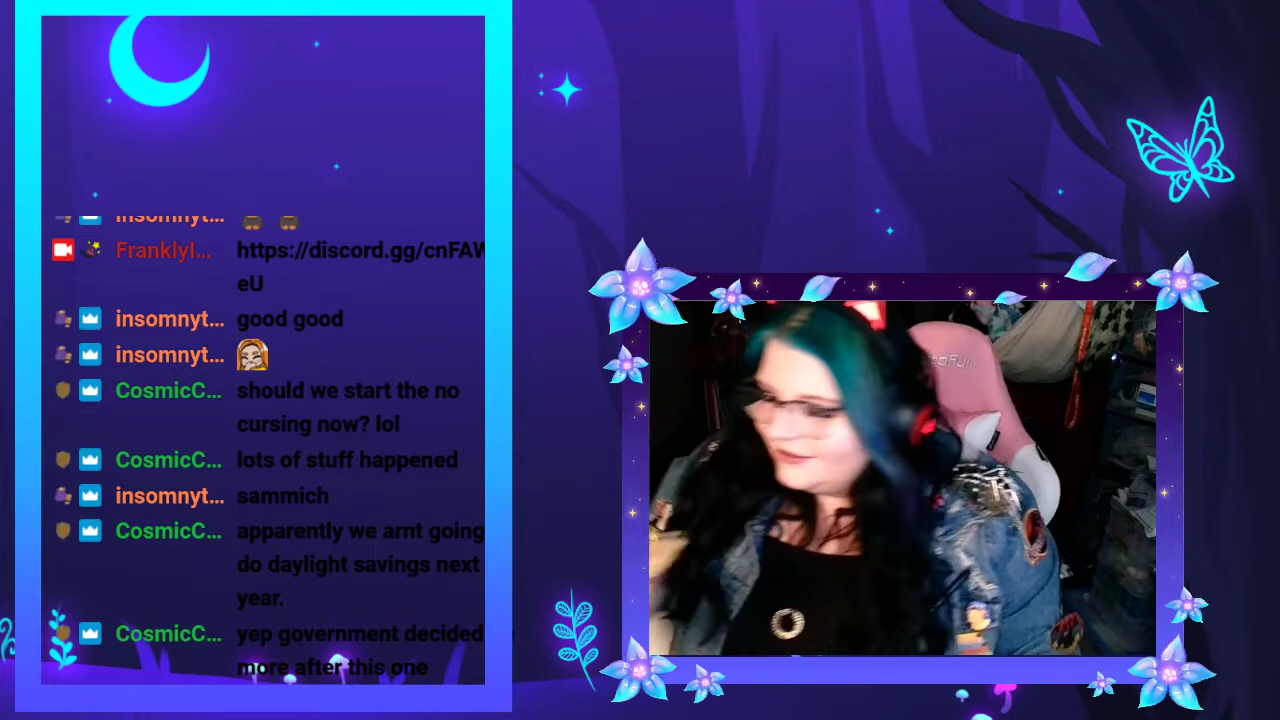 insomnyt...
FranklyI... https://discord.gg/cnFAW
eU
insomnyt... good good
insomnyt...
CosmicC... should we start the no
cursing now? lol
CosmicC... lots of stuff happened
insomnyt... sammich
CosmicC... apparently we arnt going
do daylight savings next
year.
CosmicC... yep government decided
more after this one